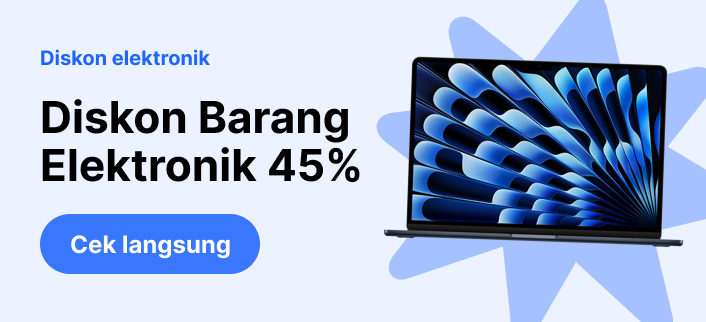 Diskon elektronik
Diskon Barang
Elektronik 45%
Cek langsung